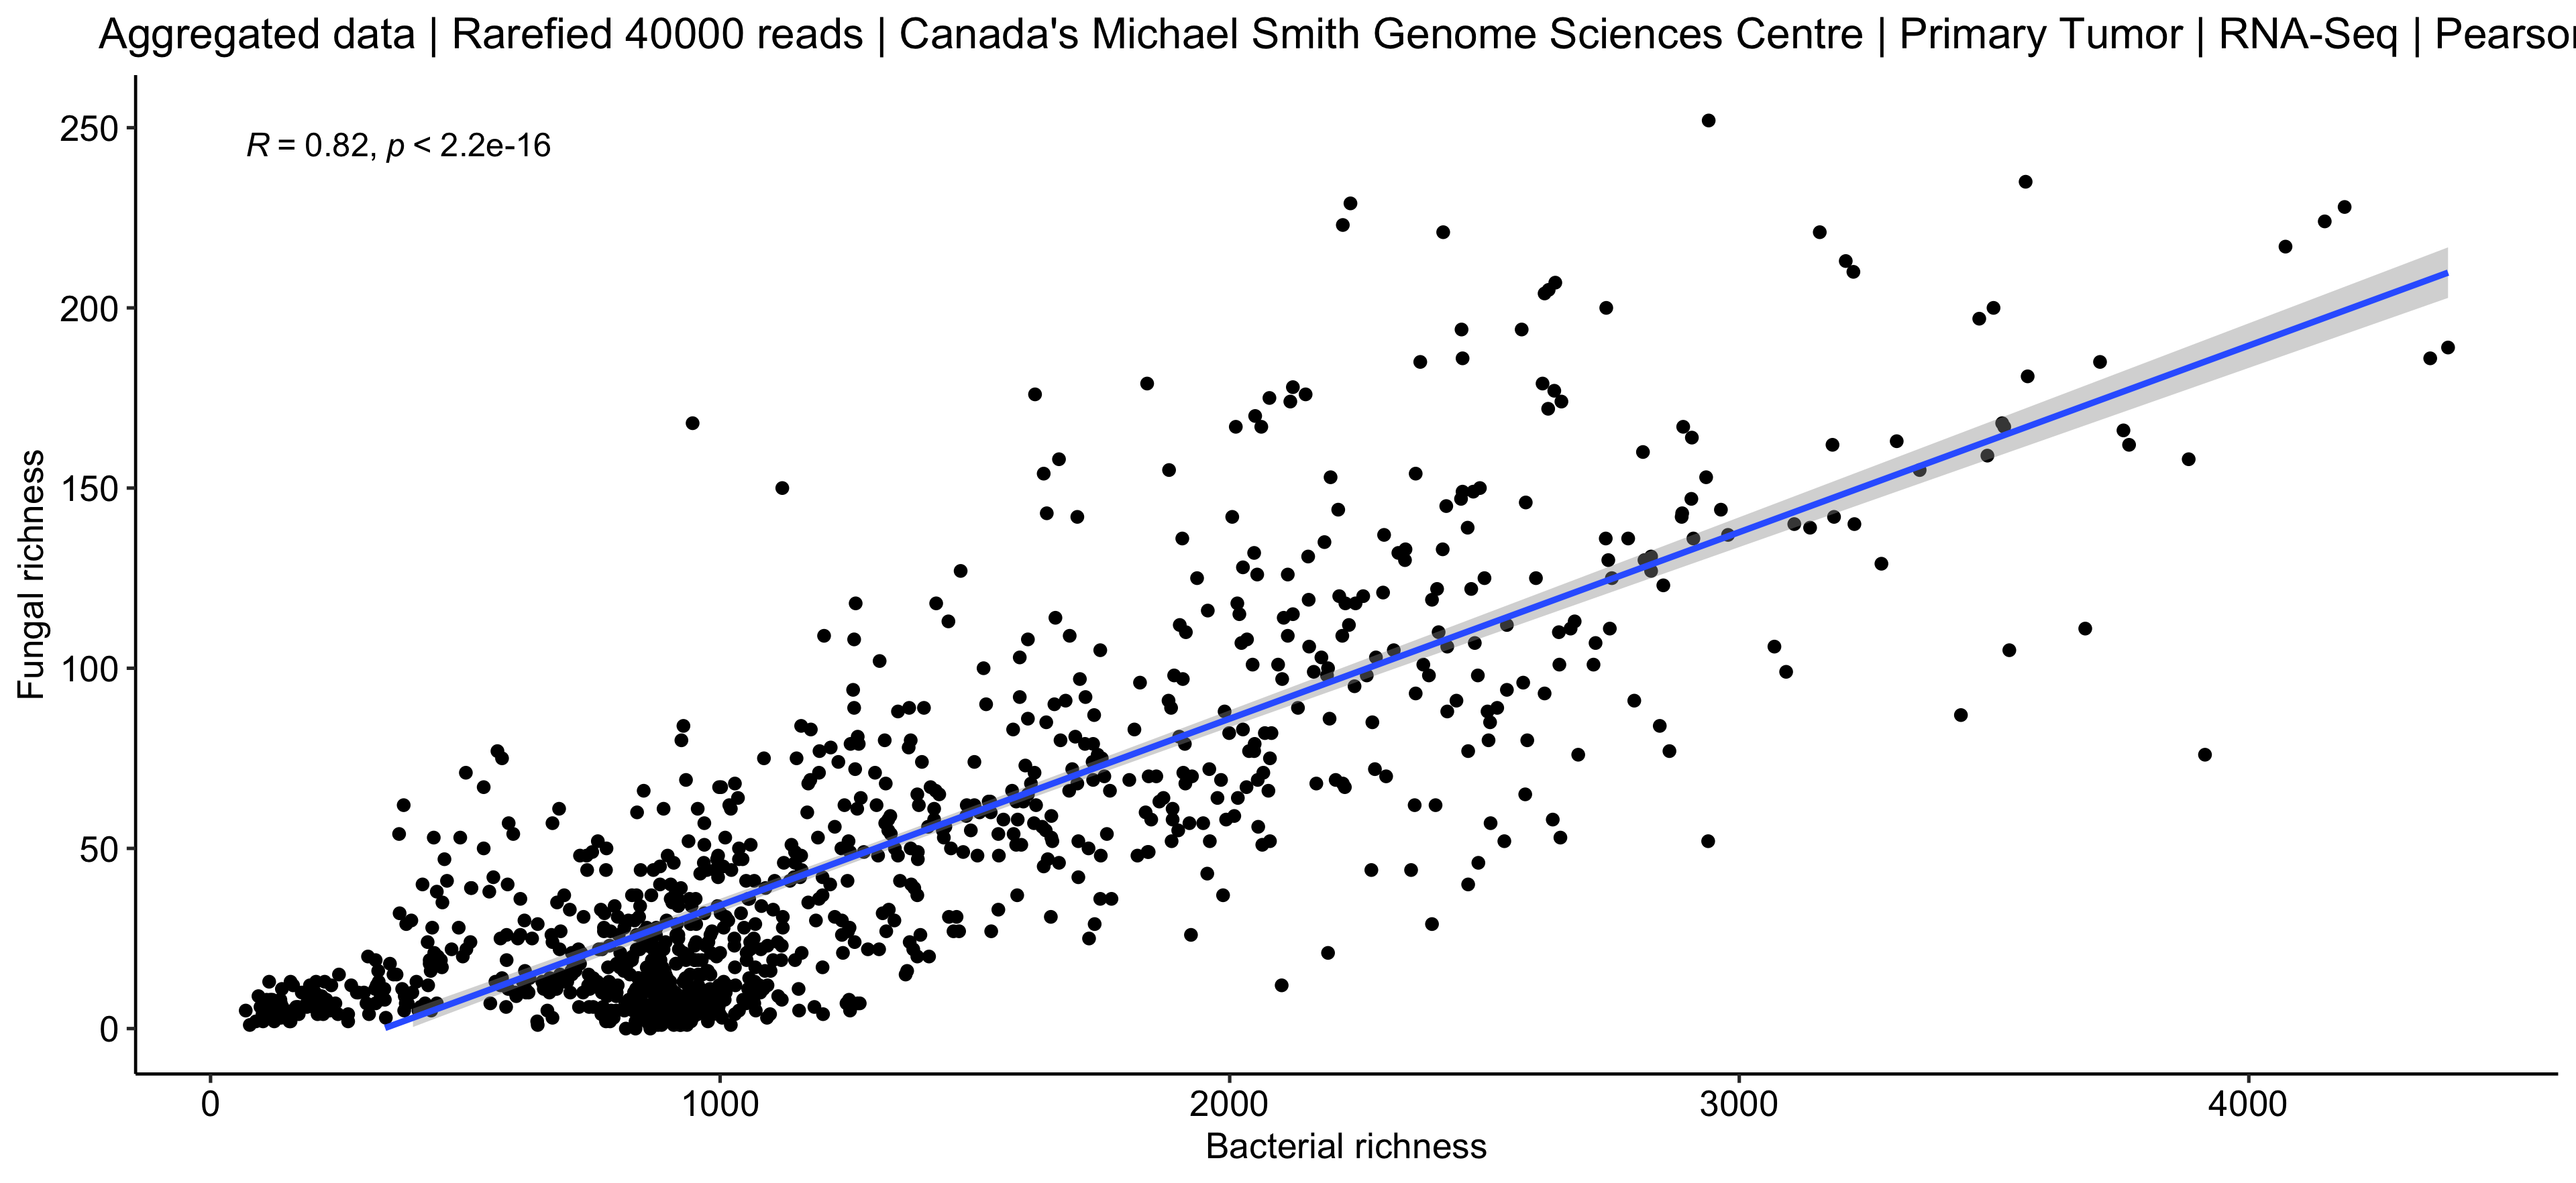 Aggregated data | Rarefied 40000 reads | Canada's Michael Smith Genome Sciences Centre | Primary Tumor | RNA-Seq | Pearson
R = 0.82, p < 2.2e-16
Fungal richness
250
200
150
100
50
0
0 1000 2000 3000 4000
Bacterial richness